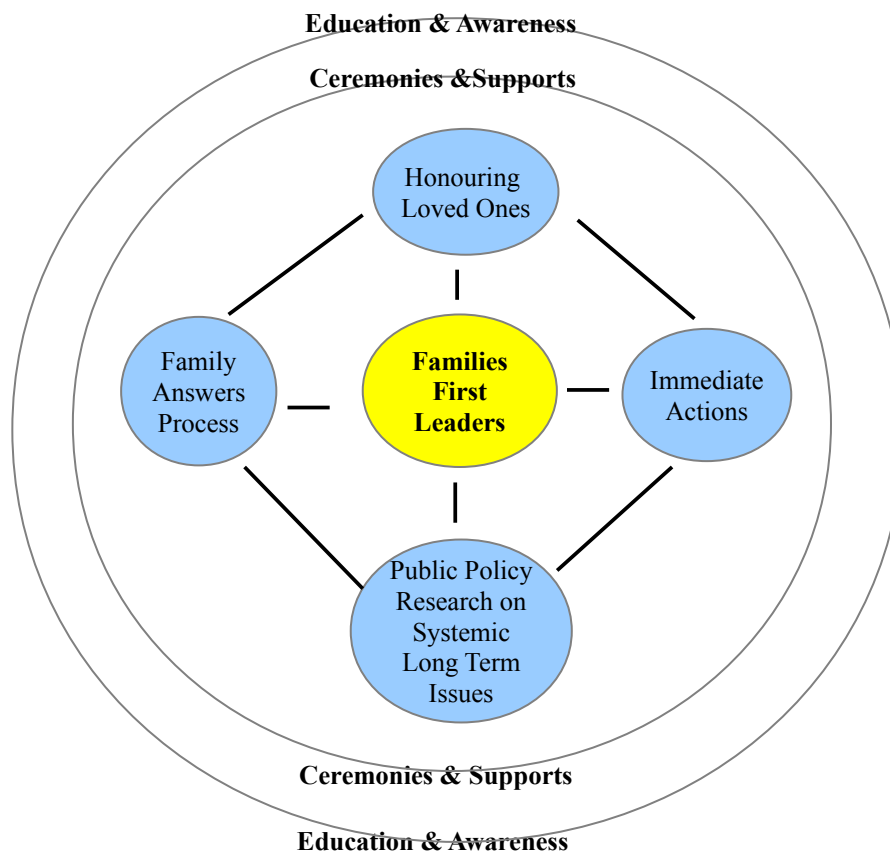 Education & Awareness
Ceremonies &Supports
Honouring
Loved Ones
Family
Answers
Process
Families
First
Leaders
Immediate
Actions
Public Policy
Research on
Systemic
Long Term
Issues
Ceremonies & Supports
Education & Awareness